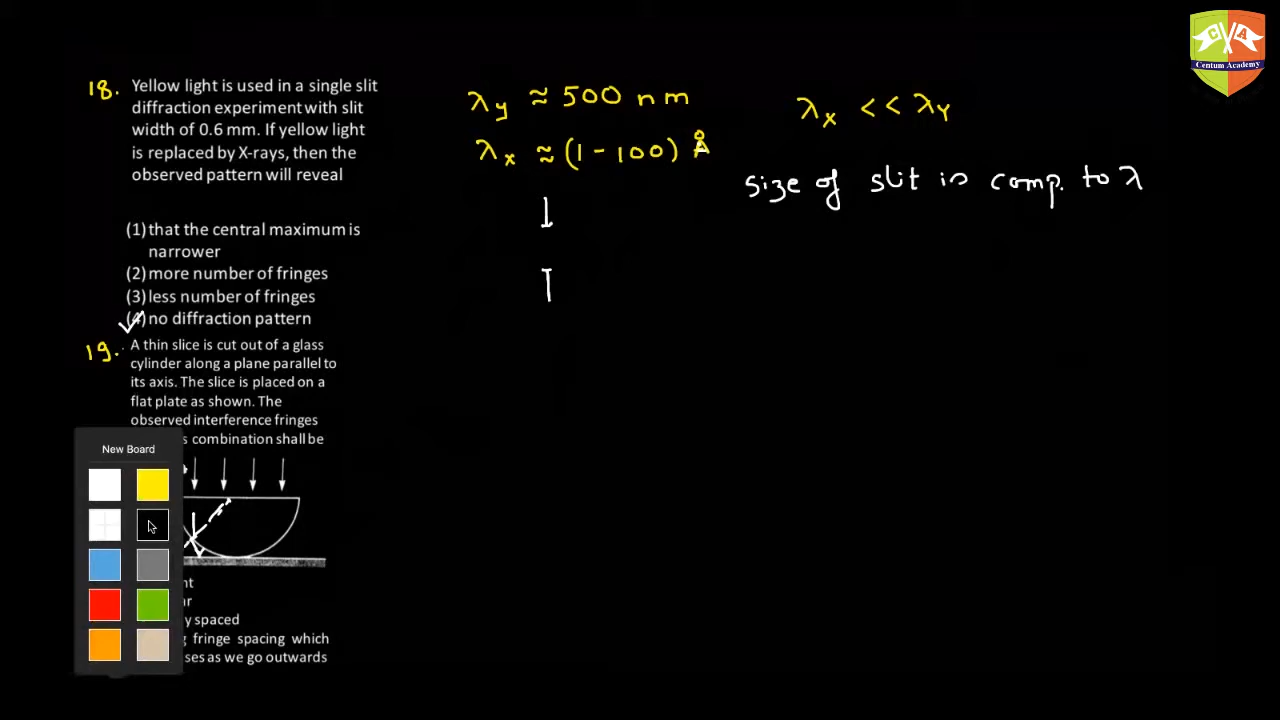 C A
Centum Academy
18. Yellow light is used in a single slit
diffraction experiment with slit
width of 0.6 mm. If yellow light
is replaced by X-rays, then the
observed pattern will reveal
(1) that the central maximum is
narrower
(2) more number of fringes
(3) less number of fringes
(4) no diffraction pattern
19. A thin slice is cut out of a glass
cylinder along a plane parallel to
its axis. The slice is placed on a
flat plate as shown. The
observed interference fringes
combination shall be
New Board
spaced
fringe spacing which
as we go outwards
λy ≈ 500 nm
λx ≈ (1 - 100) Å
λx << λy
size of slit is comp. to λ